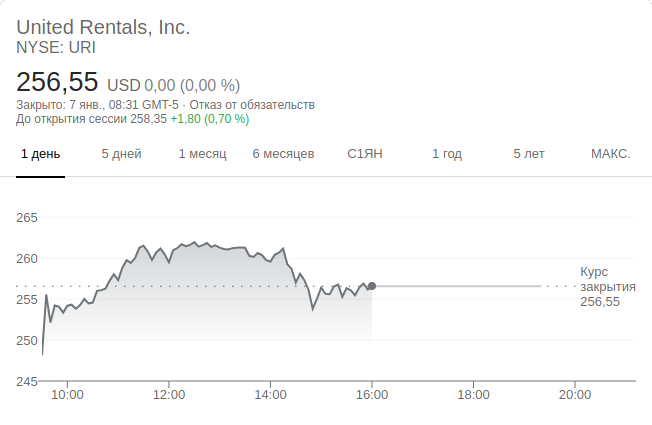 United Rentals, Inc.
NYSE: URI
256,55 USD 0,00 (0,00 %)
Закрыто: 7 янв., 08:31 GMT-5 · Отказ от обязательств
До открытия сессии 258,35 +1,80 (0,70 %)
1 день 5 дней 1 месяц 6 месяцев С1ЯН 1 год 5 лет МАКС.
265
260
Курс
закрытия
256,55
255
250
245
10:00 12:00 14:00 16:00 18:00 20:00